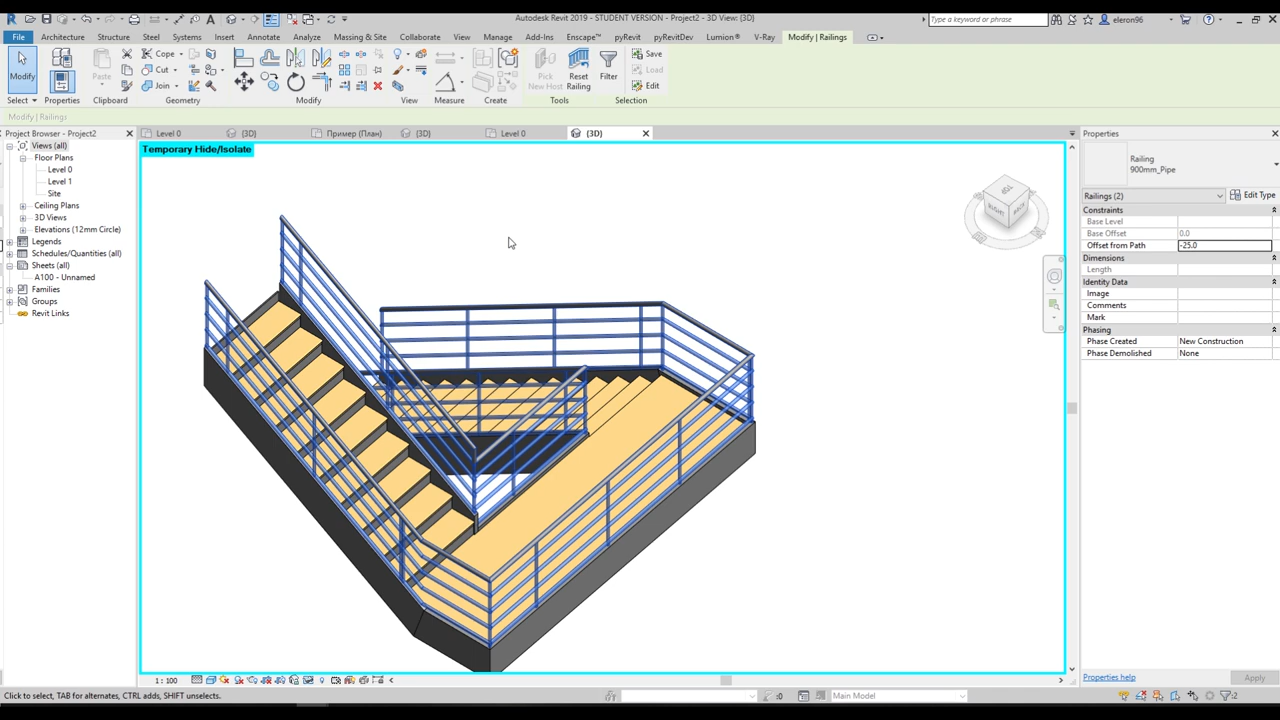 Autodesk Revit 2019 - STUDENT VERSION - Project2 - 3D View: {3D}
Type a keyword or phrase
eleron96
File Architecture Structure Steel Systems Insert Annotate Analyze Massing & Site Collaborate View Manage Add-Ins Enscape™ pyRevit pyRevitDev Lumion® V-Ray Modify | Railings
Modify
Properties
Paste
Cope
Cut
Join
Pick New Host
Reset Railing
Filter
Save
Load
Edit
Select Properties Clipboard Geometry Modify View Measure Create Tools Selection
Modify | Railings
Project Browser - Project2
Level 0 {3D} Пример (План) {3D} Level 0 {3D}
Views (all)
Floor Plans
Level 0
Level 1
Site
Ceiling Plans
3D Views
Elevations (12mm Circle)
Legends
Schedules/Quantities (all)
Sheets (all)
A100 - Unnamed
Families
Groups
Revit Links
Temporary Hide/Isolate
TOP
RIGHT
BACK
Properties
Railing
900mm_Pipe
Railings (2) Edit Type
Constraints
Base Level
Base Offset 0.0
Offset from Path -25.0
Dimensions
Length
Identity Data
Image
Comments
Mark
Phasing
Phase Created New Construction
Phase Demolished None
Properties help Apply
1 : 100
Click to select, TAB for alternates, CTRL adds, SHIFT unselects.
:0
Main Model
:2